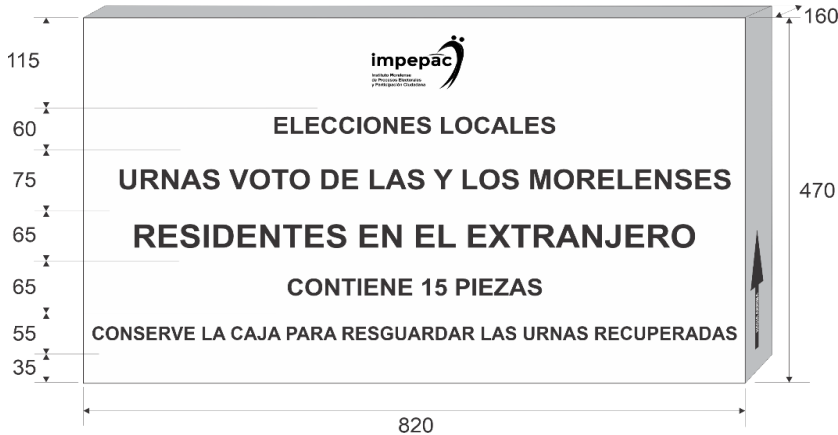 160
115
impepac
Instituto Morelense
de Procesos Electorales
y Participación Ciudadana
60
ELECCIONES LOCALES
75
URNAS VOTO DE LAS Y LOS MORELENSES
470
65
RESIDENTES EN EL EXTRANJERO
65
CONTIENE 15 PIEZAS
55
CONSERVE LA CAJA PARA RESGUARDAR LAS URNAS RECUPERADAS
35
820